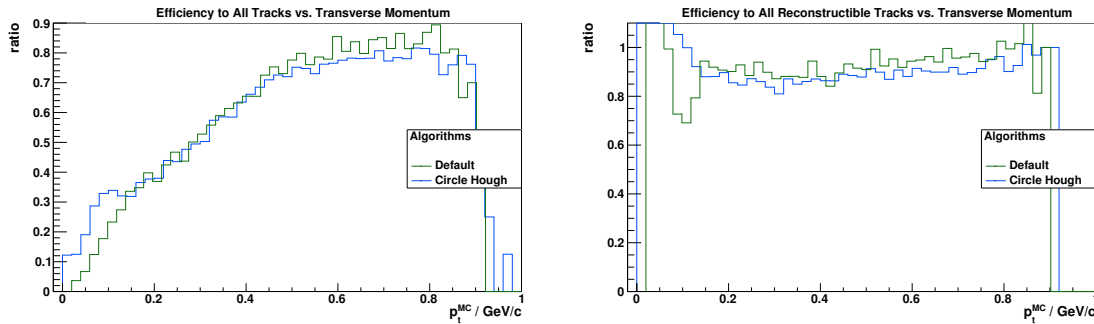 Efficiency to All Tracks vs. Transverse Momentum
ratio
0.9
0.8
0.7
0.6
0.5
0.4
0.3
0.2
0.1
0
Algorithms
Default
Circle Hough
0 0.2 0.4 0.6 0.8 1
p_t^MC / GeV/c
Efficiency to All Reconstructible Tracks vs. Transverse Momentum
ratio
1
0.8
0.6
0.4
0.2
0
Algorithms
Default
Circle Hough
0 0.2 0.4 0.6 0.8 1
p_t^MC / GeV/c